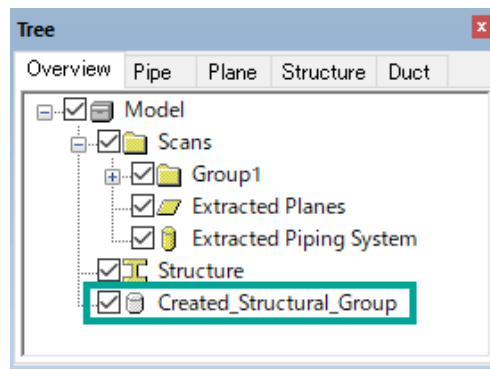 Tree
Overview Pipe Plane Structure Duct
Model
Scans
Group1
Extracted Planes
Extracted Piping System
Structure
Created_Structural_Group